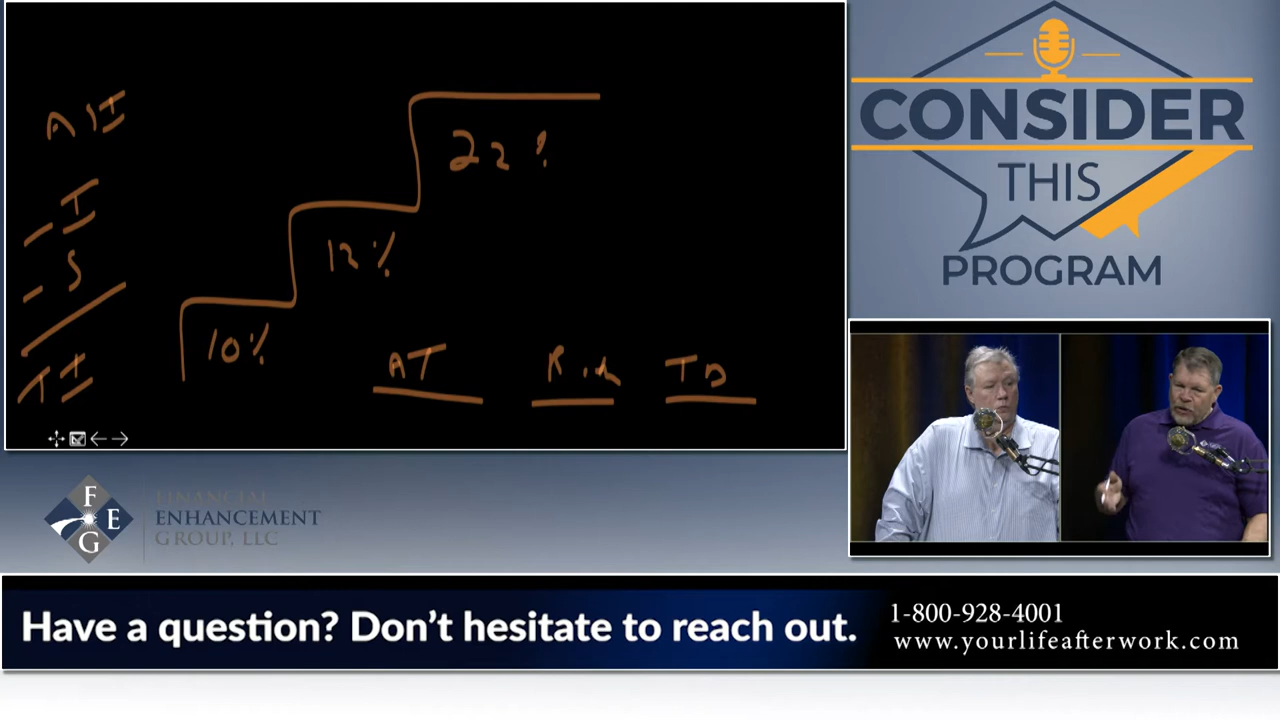 - I
- S
TI
10%
12%
22%
AT
TD
CONSIDER
THIS
PROGRAM
F
E
G
FINANCIAL
ENHANCEMENT
GROUP, LLC
Have a question? Don't hesitate to reach out.
1-800-928-4001
www.yourlifeafterwork.com